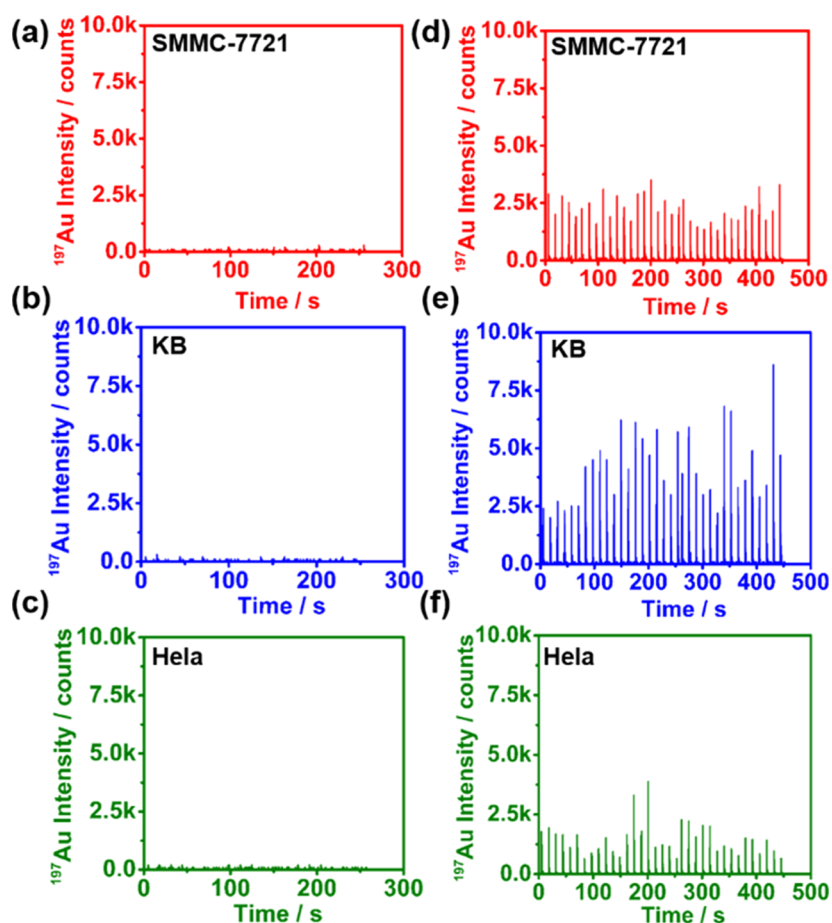 (a)
SMMC-7721
10.0k
7.5k
5.0k
2.5k
0.0
0 100 200 300
197Au Intensity / counts
Time / s
(d)
SMMC-7721
10.0k
7.5k
5.0k
2.5k
0.0
0 100 200 300 400 500
197Au Intensity / counts
Time / s
(b)
KB
10.0k
7.5k
5.0k
2.5k
0.0
0 100 200 300
197Au Intensity / counts
Time / s
(e)
KB
10.0k
7.5k
5.0k
2.5k
0.0
0 100 200 300 400 500
197Au Intensity / counts
Time / s
(c)
Hela
10.0k
7.5k
5.0k
2.5k
0.0
0 100 200 300
197Au Intensity / counts
Time / s
(f)
Hela
10.0k
7.5k
5.0k
2.5k
0.0
0 100 200 300 400 500
197Au Intensity / counts
Time / s